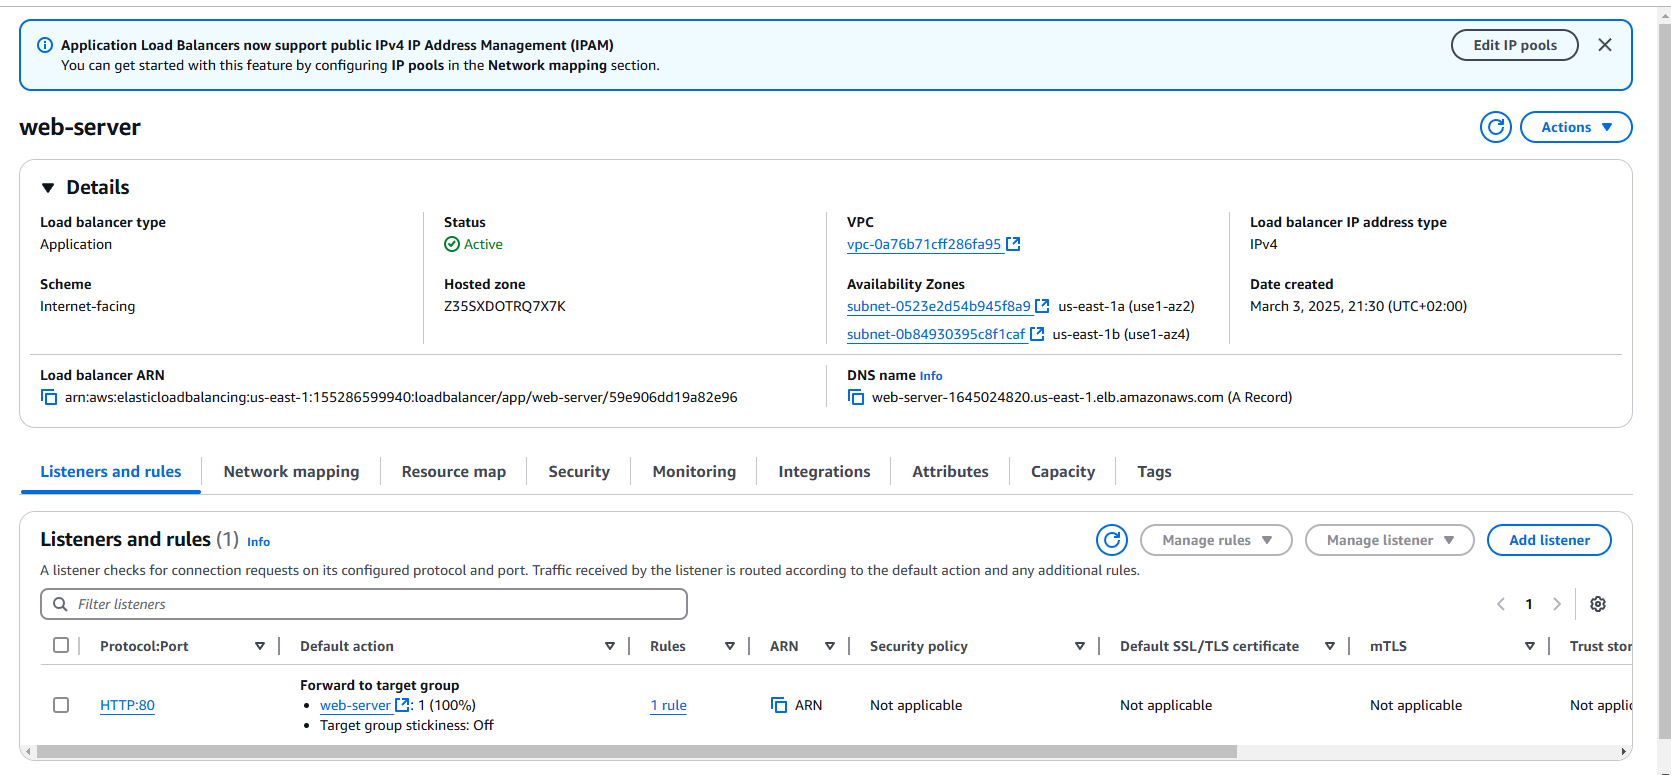 Application Load Balancers now support public IPv4 IP Address Management (IPAM)
You can get started with this feature by configuring IP pools in the Network mapping section.
Edit IP pools
web-server
Actions
Details
Load balancer type
Application
Status
Active
VPC
vpc-0a76b71cff286fa95
Load balancer IP address type
IPv4
Scheme
Internet-facing
Hosted zone
Z35SXDOTRQ7X7K
Availability Zones
subnet-0523e2d54b945f8a9 us-east-1a (use1-az2)
subnet-0b84930395c8f1caf us-east-1b (use1-az4)
Date created
March 3, 2025, 21:30 (UTC+02:00)
Load balancer ARN
arn:aws:elasticloadbalancing:us-east-1:155286599940:loadbalancer/app/web-server/59e906dd19a82e96
DNS name Info
web-server-1645024820.us-east-1.elb.amazonaws.com (A Record)
Listeners and rules Network mapping Resource map Security Monitoring Integrations Attributes Capacity Tags
Listeners and rules (1) Info
Manage rules Manage listener Add listener
A listener checks for connection requests on its configured protocol and port. Traffic received by the listener is routed according to the default action and any additional rules.
Filter listeners
1
Protocol:Port Default action Rules ARN Security policy Default SSL/TLS certificate mTLS Trust stor
Forward to target group
HTTP:80 • web-server : 1 (100%) 1 rule ARN Not applicable Not applicable Not applicable Not applic
• Target group stickiness: Off